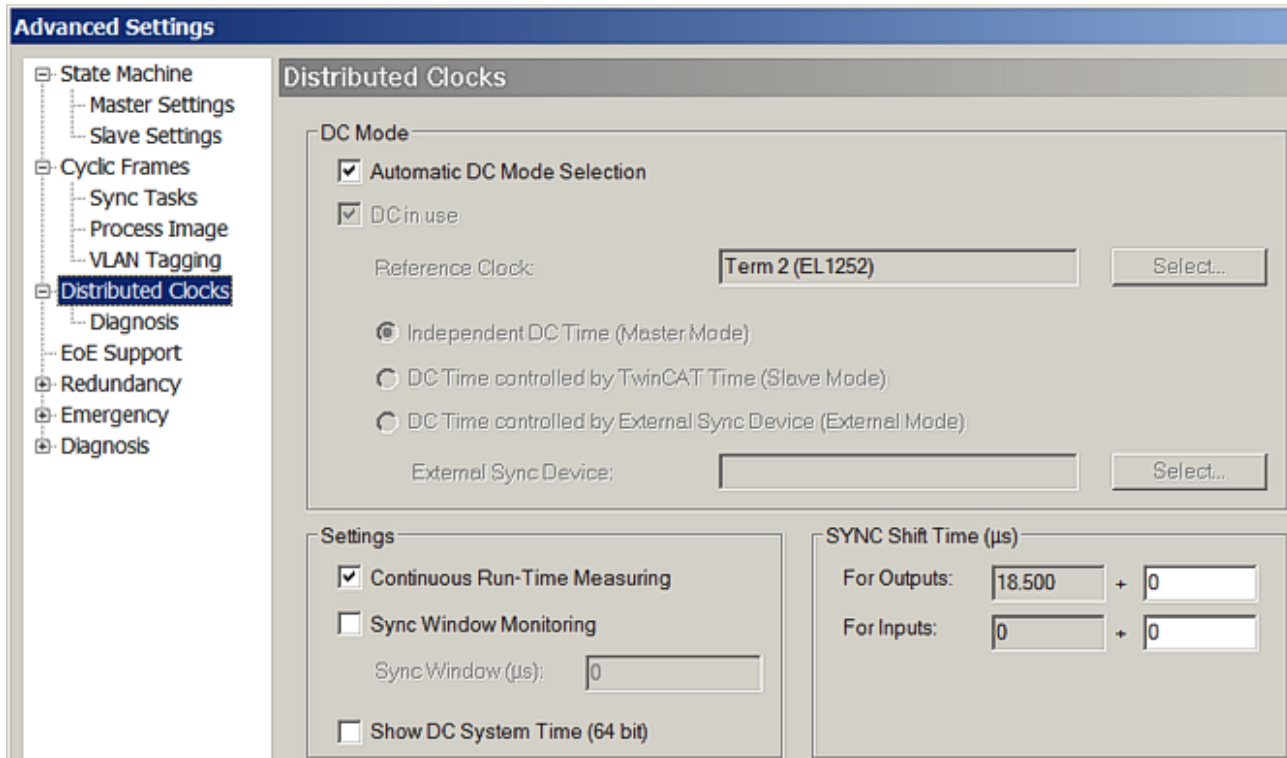 Advanced Settings
State Machine
Master Settings
Slave Settings
Cyclic Frames
Sync Tasks
Process Image
VLAN Tagging
Distributed Clocks
Diagnosis
EoE Support
Redundancy
Emergency
Diagnosis
Distributed Clocks
DC Mode
Automatic DC Mode Selection
DC in use
Reference Clock: Term 2 (EL1252) Select...
Independent DC Time (Master Mode)
DC Time controlled by TwinCAT Time (Slave Mode)
DC Time controlled by External Sync Device (External Mode)
External Sync Device: Select...
Settings
Continuous Run-Time Measuring
Sync Window Monitoring
Sync Window (µs): 0
Show DC System Time (64 bit)
SYNC Shift Time (µs)
For Outputs: 18.500 + 0
For Inputs: 0 + 0